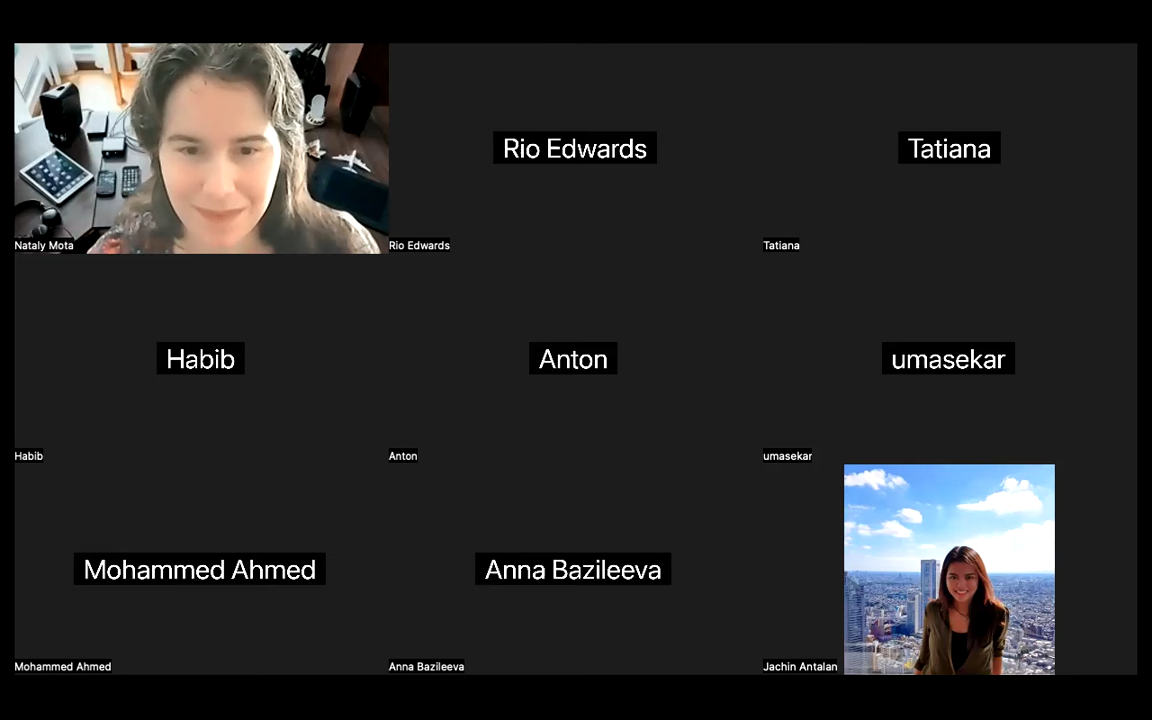 Nataly Mota
Rio Edwards
Rio Edwards
Tatiana
Tatiana
Habib
Habib
Anton
Anton
umasekar
umasekar
Mohammed Ahmed
Mohammed Ahmed
Anna Bazileeva
Anna Bazileeva
Jachin Antalan